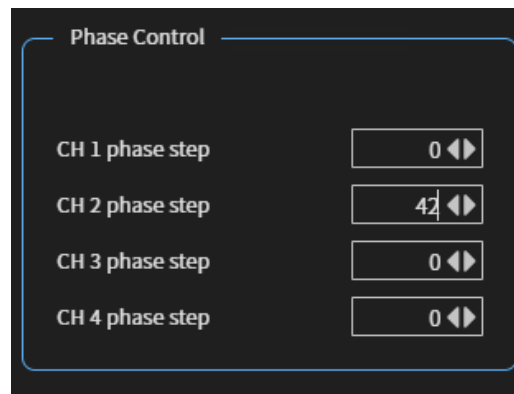 Phase Control
CH 1 phase step 0
CH 2 phase step 42
CH 3 phase step 0
CH 4 phase step 0